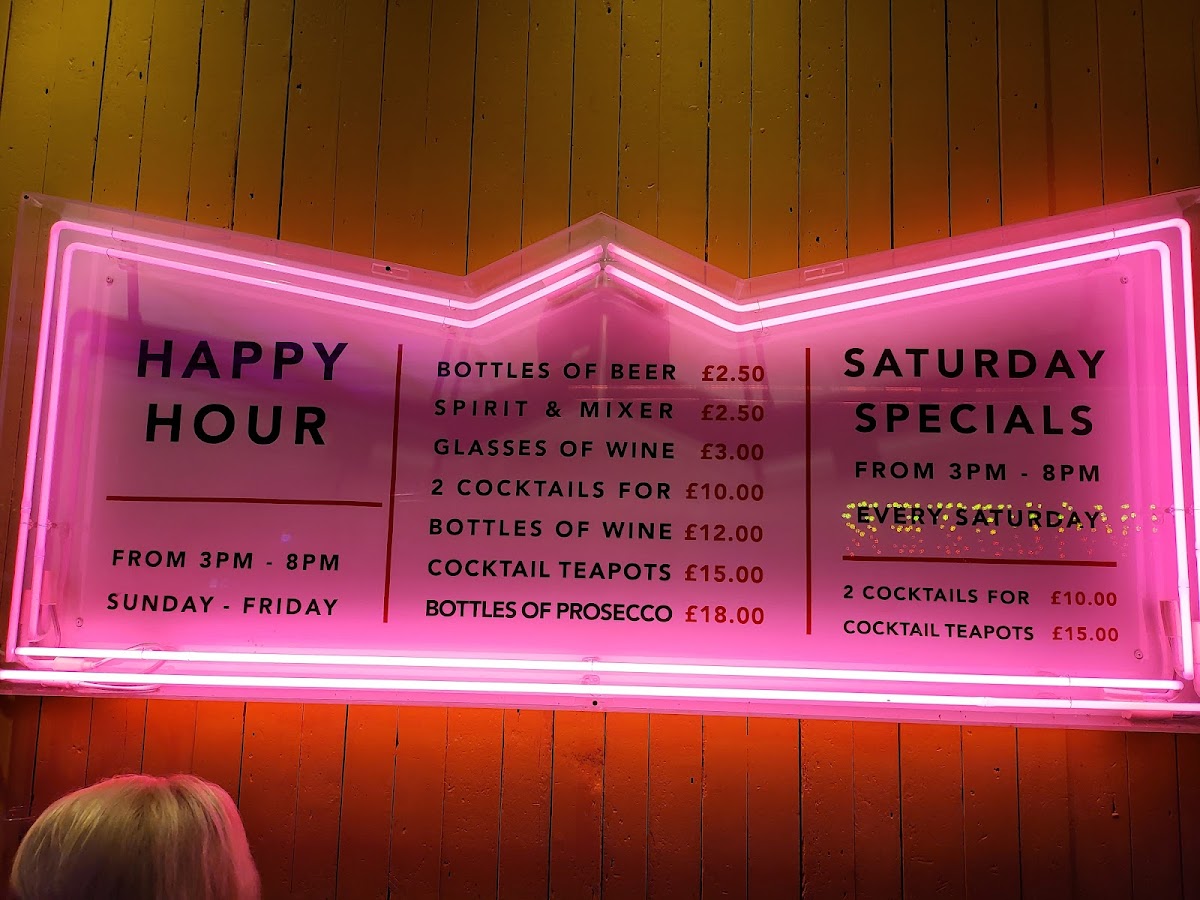 HAPPY
HOUR
FROM 3PM - 8PM
SUNDAY - FRIDAY
BOTTLES OF BEER £2.50
SPIRIT & MIXER £2.50
GLASSES OF WINE £3.00
2 COCKTAILS FOR £10.00
BOTTLES OF WINE £12.00
COCKTAIL TEAPOTS £15.00
BOTTLES OF PROSECCO £18.00
SATURDAY
SPECIALS
FROM 3PM - 8PM
EVERY SATURDAY
2 COCKTAILS FOR £10.00
COCKTAIL TEAPOTS £15.00